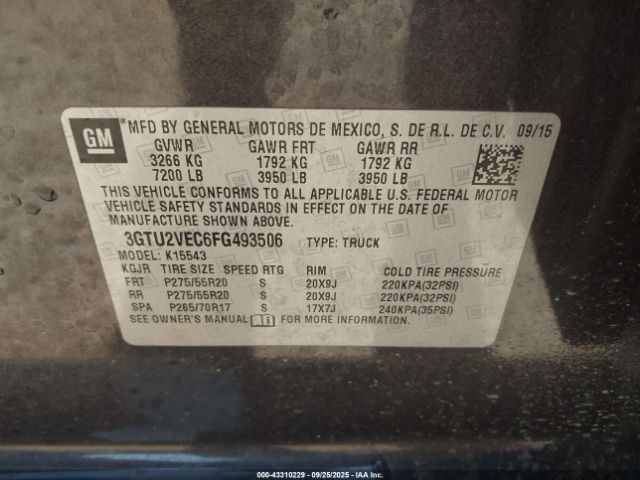 GM
MFD BY GENERAL MOTORS DE MEXICO, S. DE R.L. DE C.V. 09/15
GVWR GAWR FRT GAWR RR
3266 KG 1792 KG 1792 KG
7200 LB 3950 LB 3950 LB
THIS VEHICLE CONFORMS TO ALL APPLICABLE U.S. FEDERAL MOTOR
VEHICLE SAFETY STANDARDS IN EFFECT ON THE DATE OF
MANUFACTURE SHOWN ABOVE.
3GTU2VEC6FG493506 TYPE: TRUCK
MODEL: K15543
KGJR TIRE SIZE SPEED RTG RIM COLD TIRE PRESSURE
FRT P275/55R20 S 20X9J 220KPA(32PSI)
RR P275/55R20 S 20X9J 220KPA(32PSI)
SPA P265/70R17 S 17X7J 240KPA(35PSI)
SEE OWNER'S MANUAL FOR MORE INFORMATION.
000-43310229 - 09/25/2025 - IAAI.COM